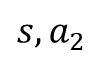 s, a₂